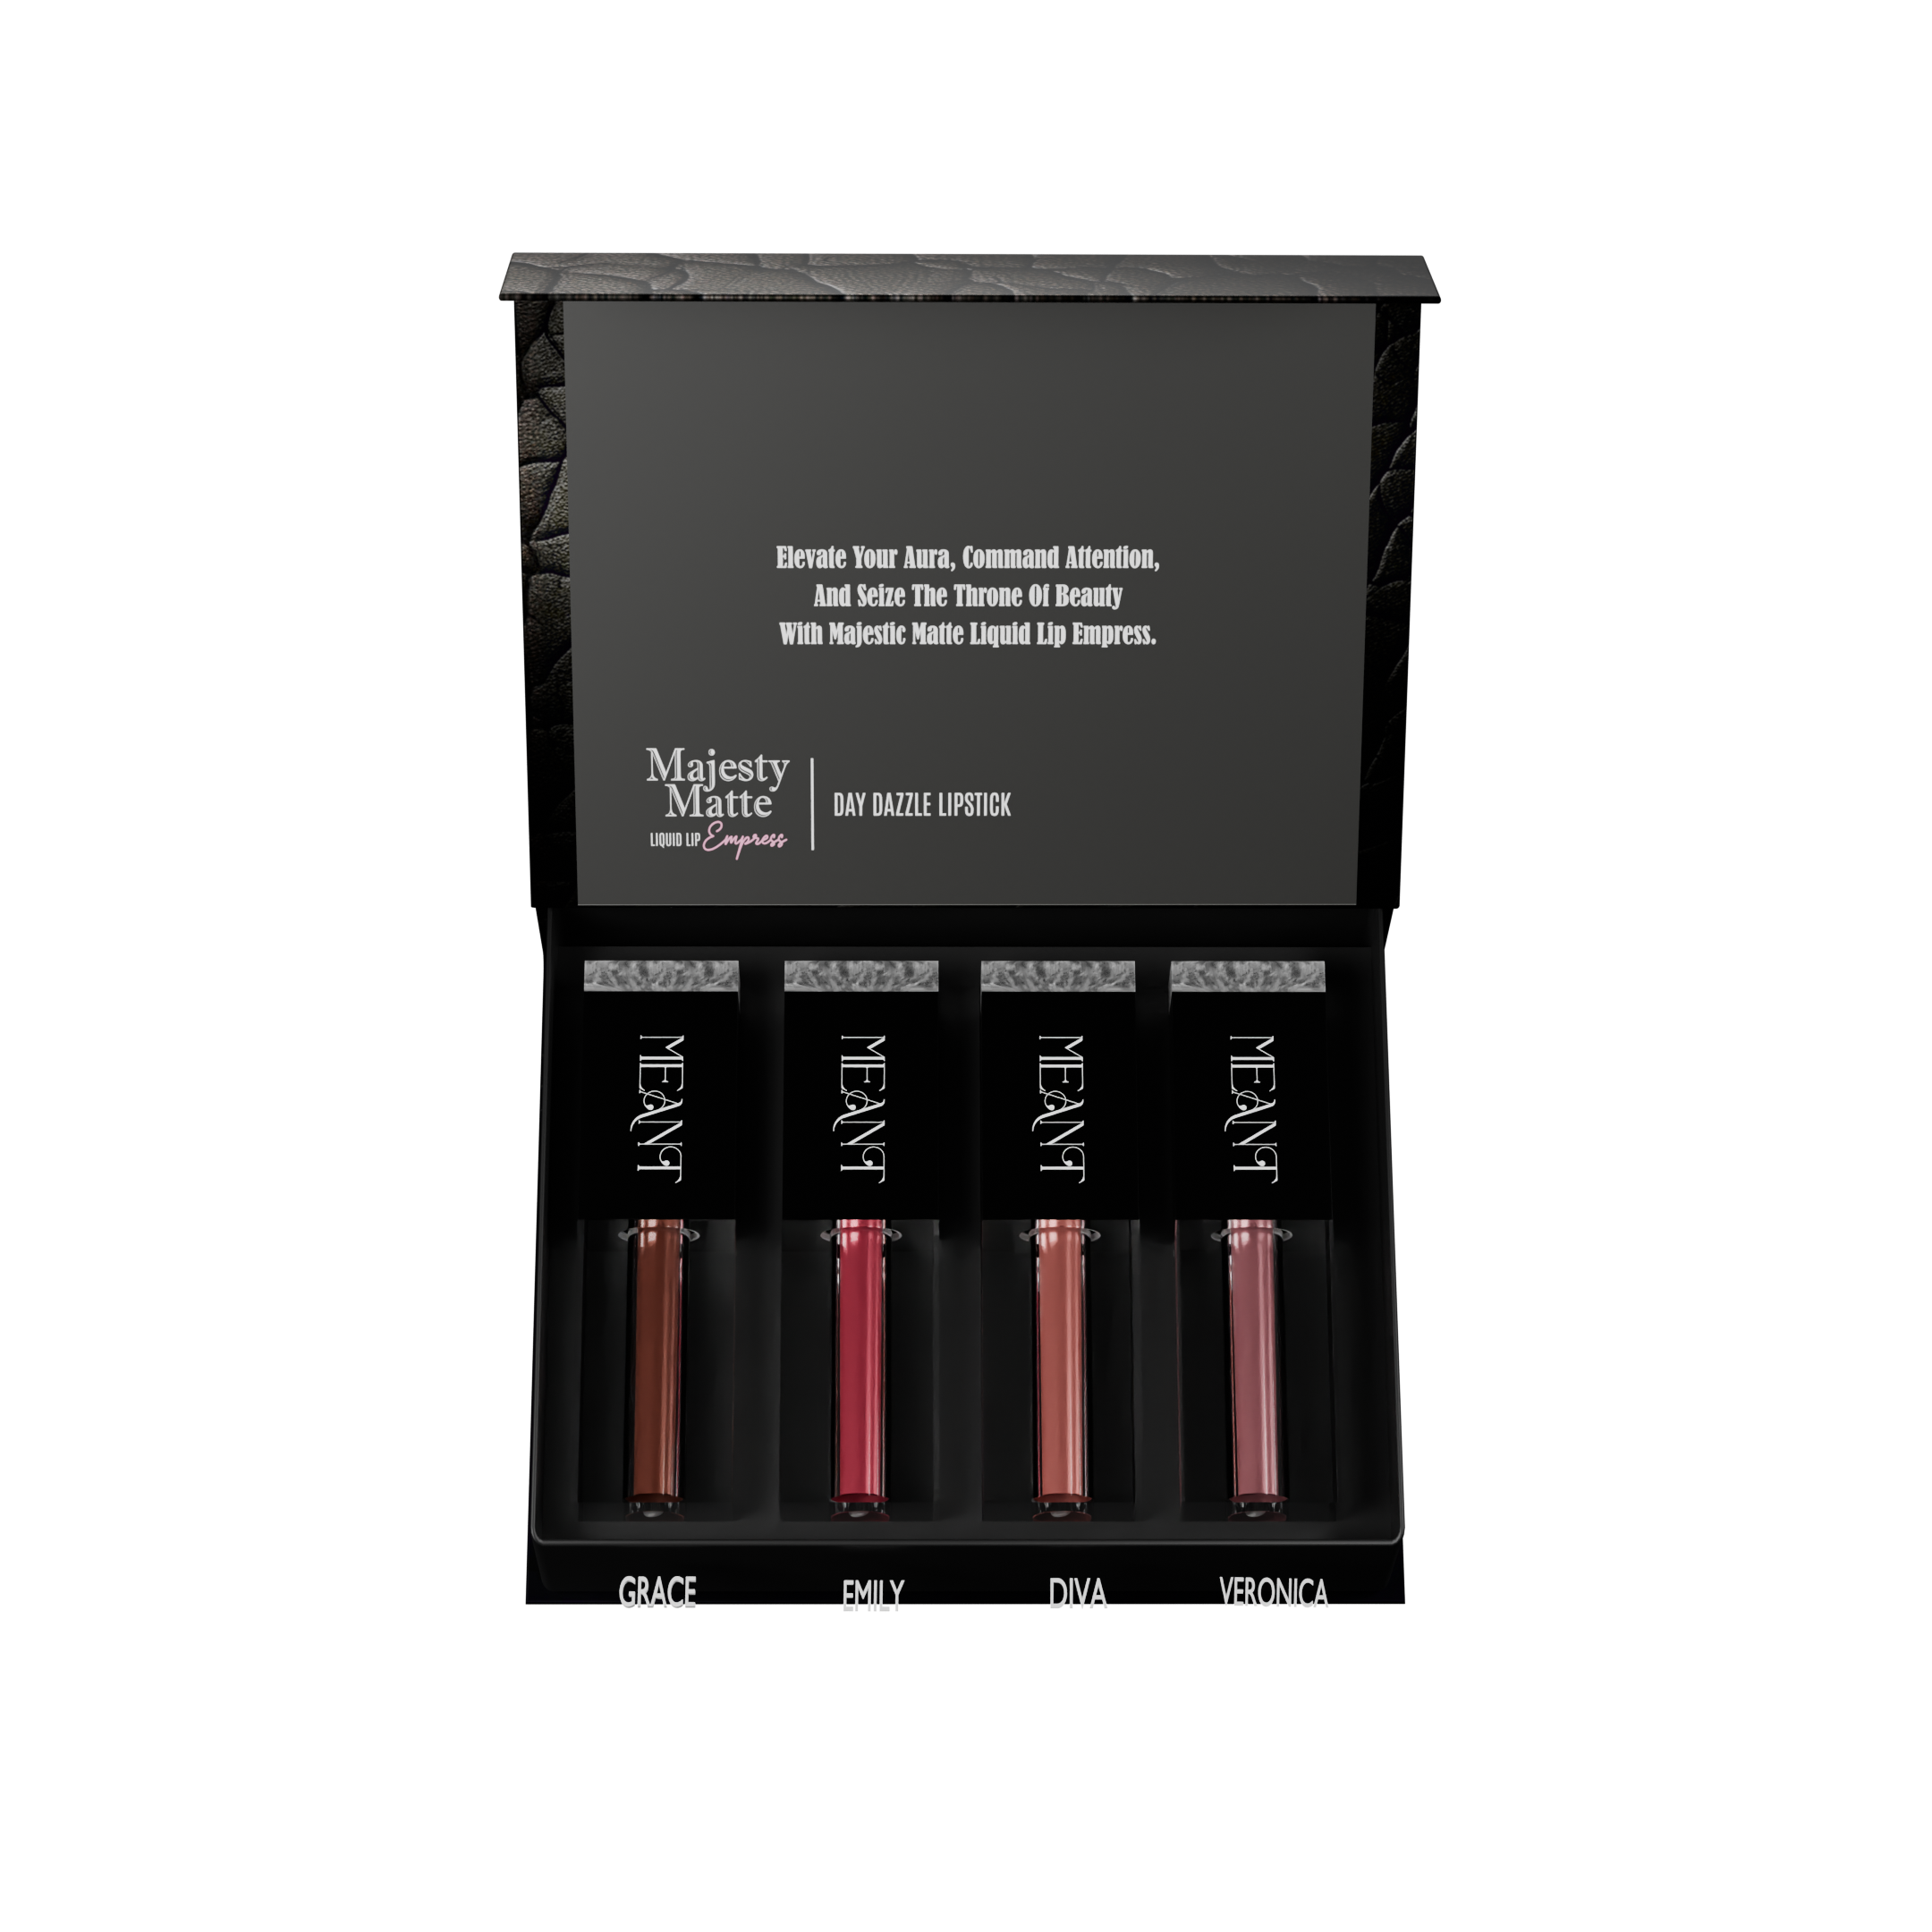 Elevate Your Aura, Command Attention,
And Seize The Throne Of Beauty
With Majestic Matte Liquid Lip Empress.
Majesty
Matte
LIQUID LIP Empress
DAY DAZZLE LIPSTICK
MEANT
MEANT
MEANT
MEANT
GRACE
EMILY
DIVA
VERONICA